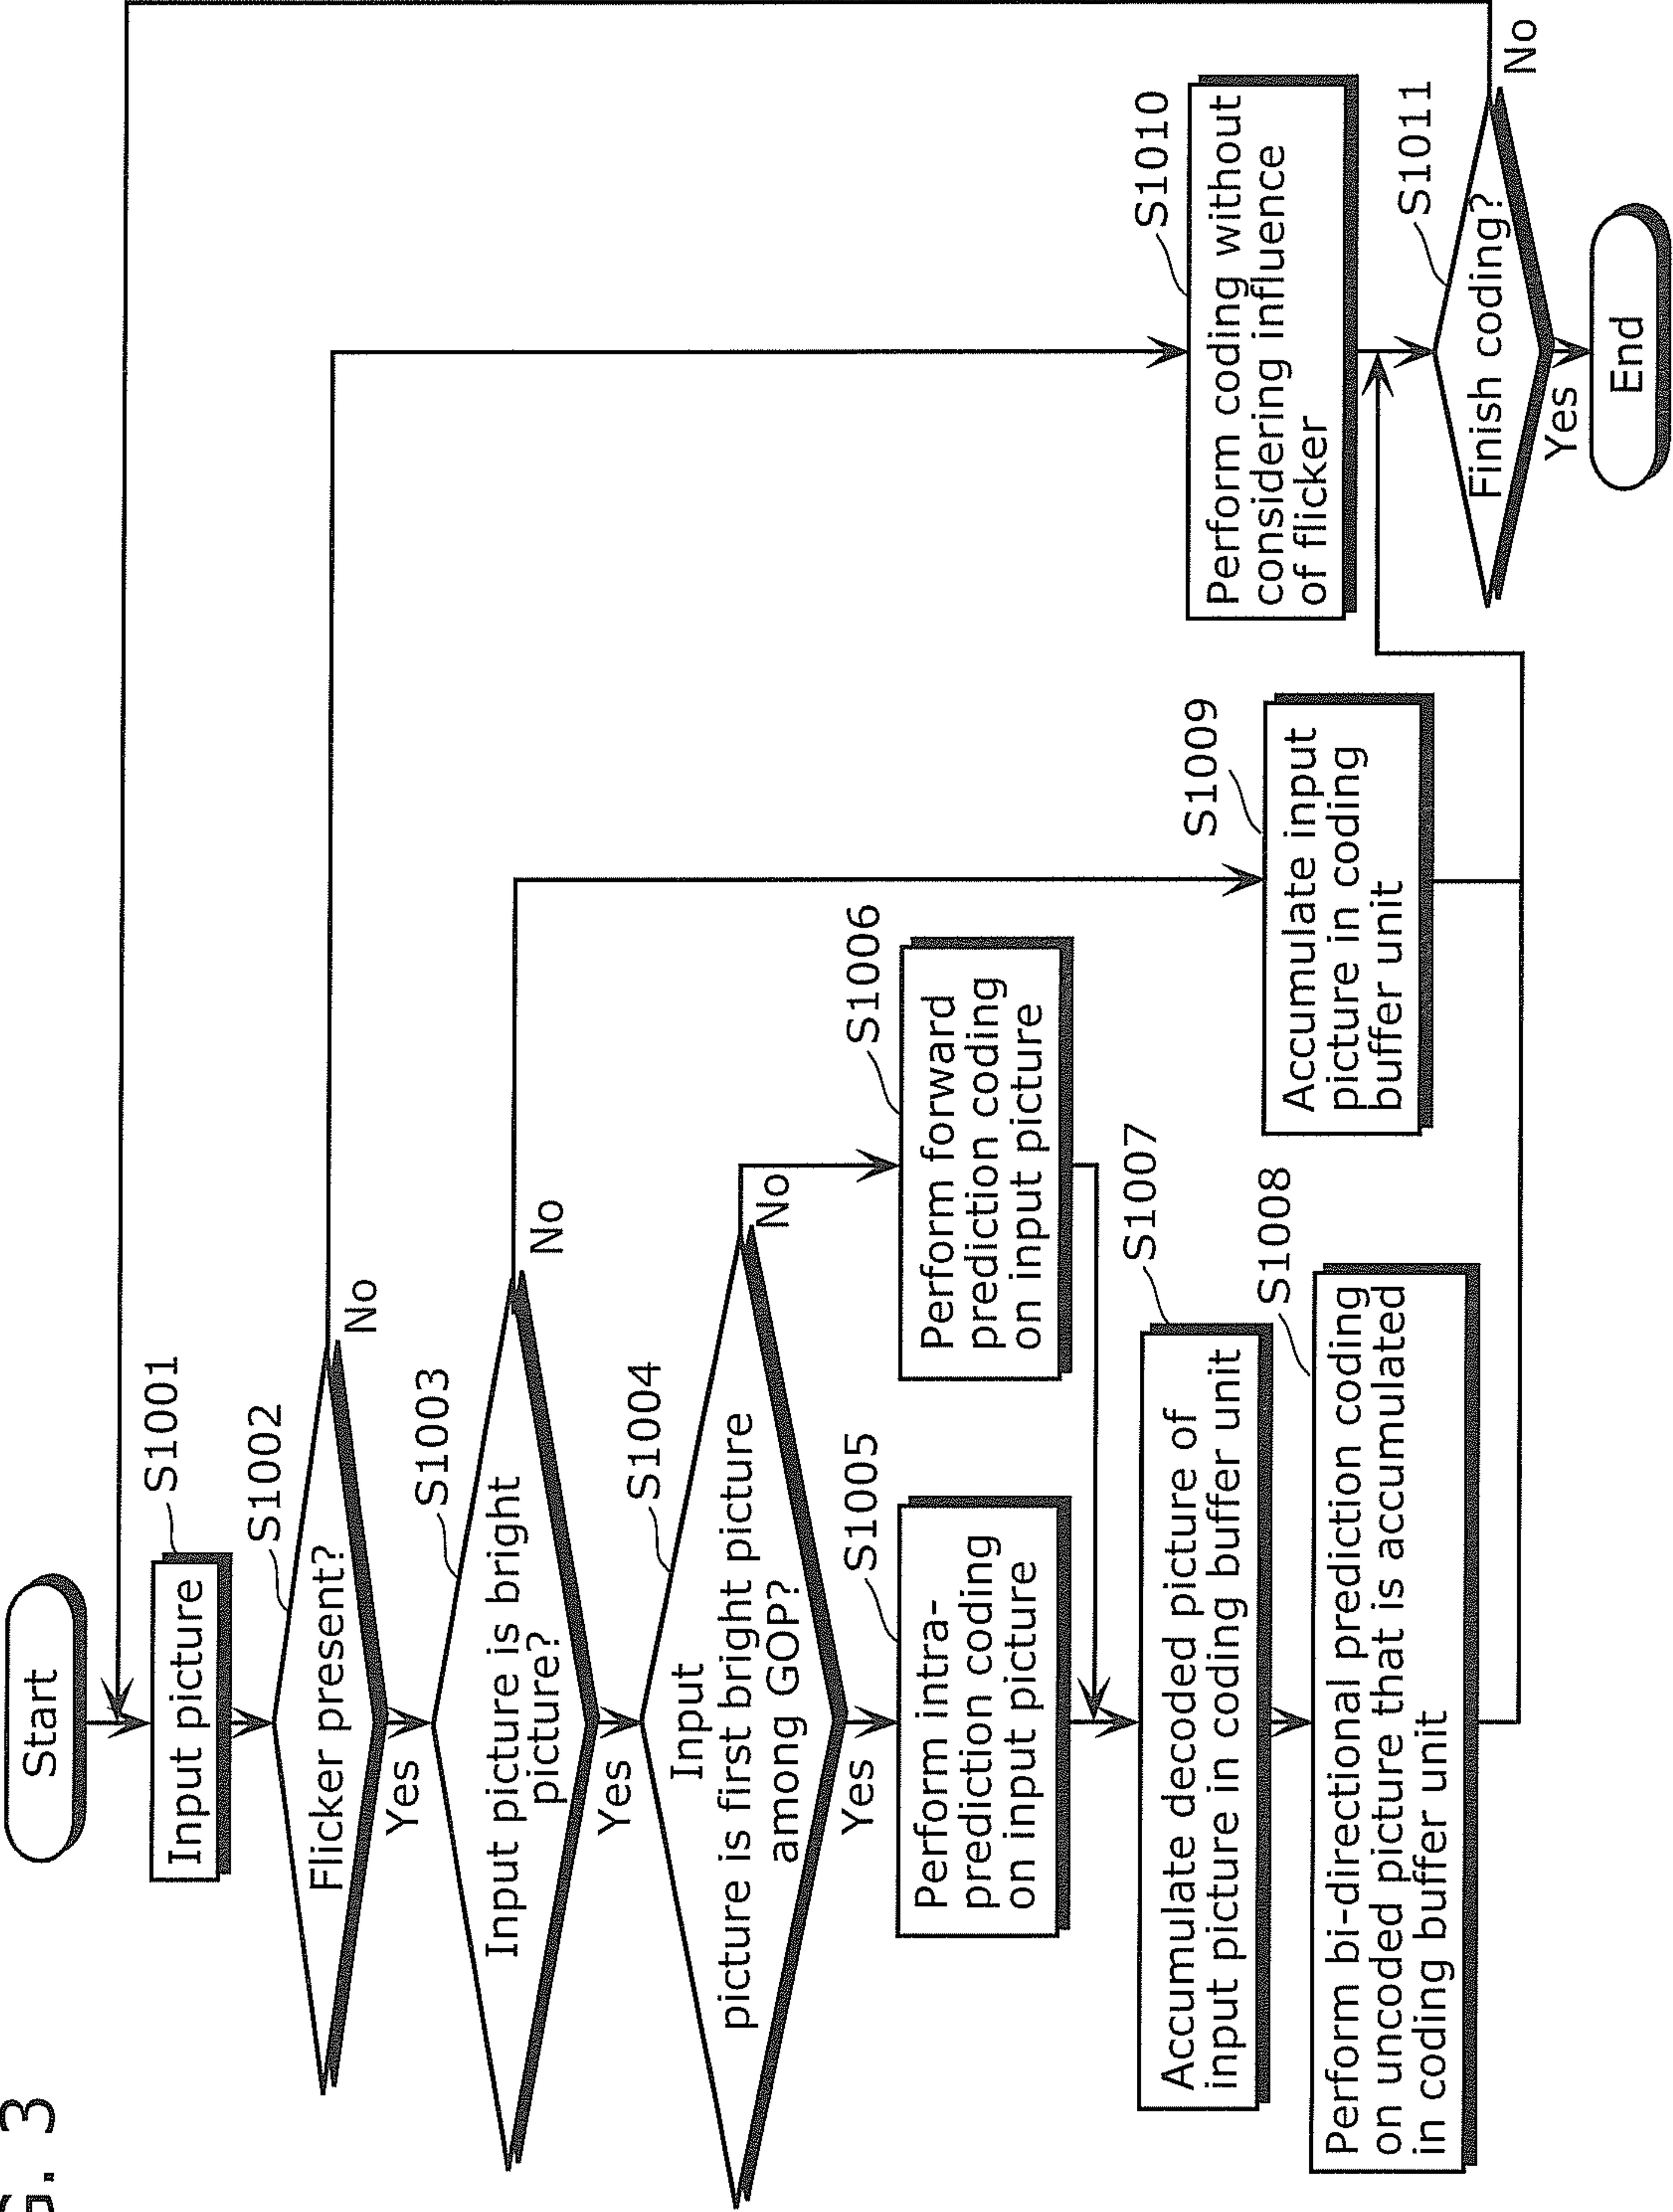 G. 3
Start
S1001
Input picture
S1002
Flicker present?
No
Yes
S1003
Input picture is bright
picture?
No
Yes
S1004
Input
picture is first bright picture
among GOP?
No
Yes
S1005
Perform intra-
prediction coding
on input picture
S1006
Perform forward
prediction coding
on input picture
S1007
Accumulate decoded picture of
input picture in coding buffer unit
S1008
Perform bi-directional prediction coding
on uncoded picture that is accumulated
in coding buffer unit
S1009
Accumulate input
picture in coding
buffer unit
S1010
Perform coding without
considering influence
of flicker
S1011
Finish coding?
No
Yes
End